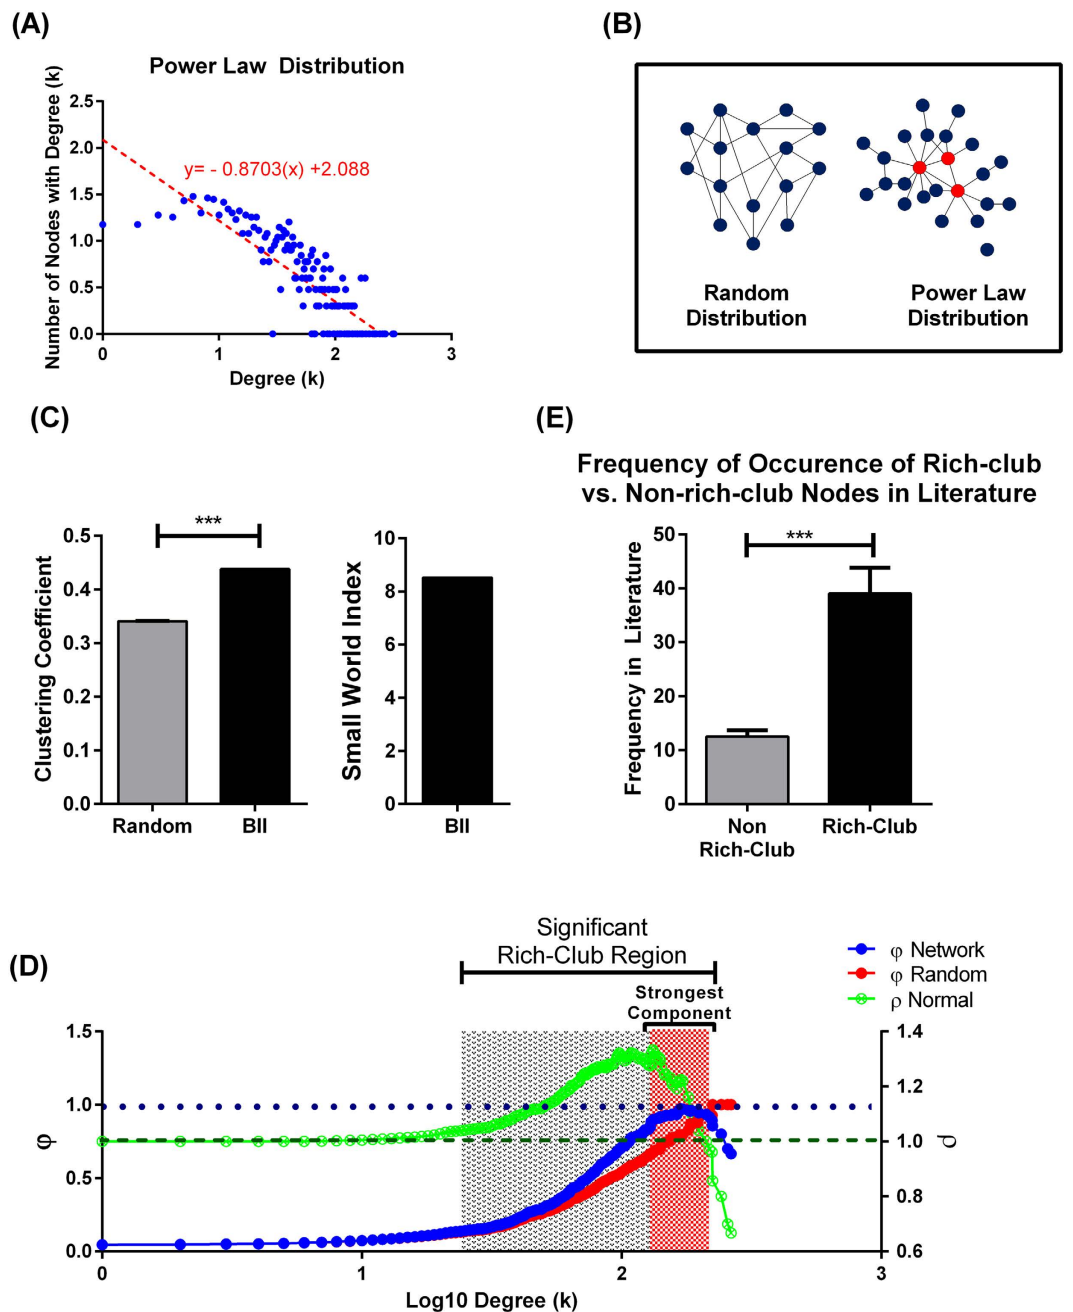 (A)
Power Law Distribution
Number of Nodes with Degree (k)
2.5
2.0
1.5
1.0
0.5
0.0
y= - 0.8703(x) +2.088
0 1 2 3
Degree (k)
(B)
Random
Distribution
Power Law
Distribution
(C)
Clustering Coefficient
0.5
0.4
0.3
0.2
0.1
0.0
***
Random BII
Small World Index
10
8
6
4
2
0
BII
(E)
Frequency of Occurence of Rich-club
vs. Non-rich-club Nodes in Literature
Frequency in Literature
50
40
30
20
10
0
***
Non
Rich-Club
Rich-Club
(D)
Significant
Rich-Club Region
Strongest
Component
φ Network
φ Random
ρ Normal
φ
1.5
1.0
0.5
0.0
1.4
1.2
1.0
0.8
0.6
ρ
0 1 2 3
Log10 Degree (k)